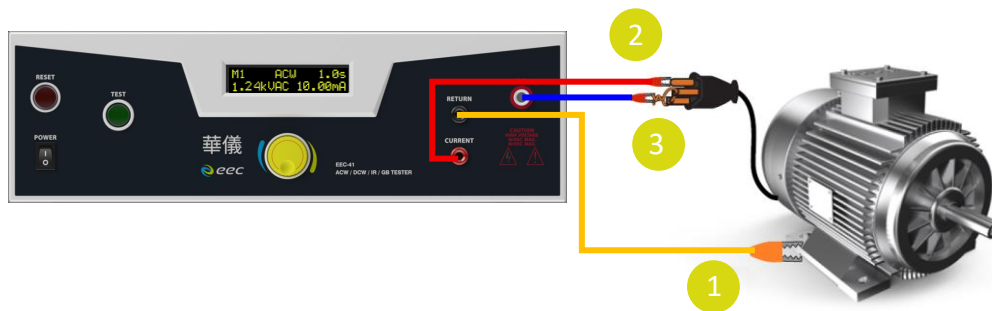 2
RESET
TEST
M1 ACW 1.0s
1.24kVAC 10.00mA
RETURN
CURRENT
CAUTION
3
POWER
I
O
華儀
eec
EEC-41
ACW / DCW / IR / GB TESTER
1